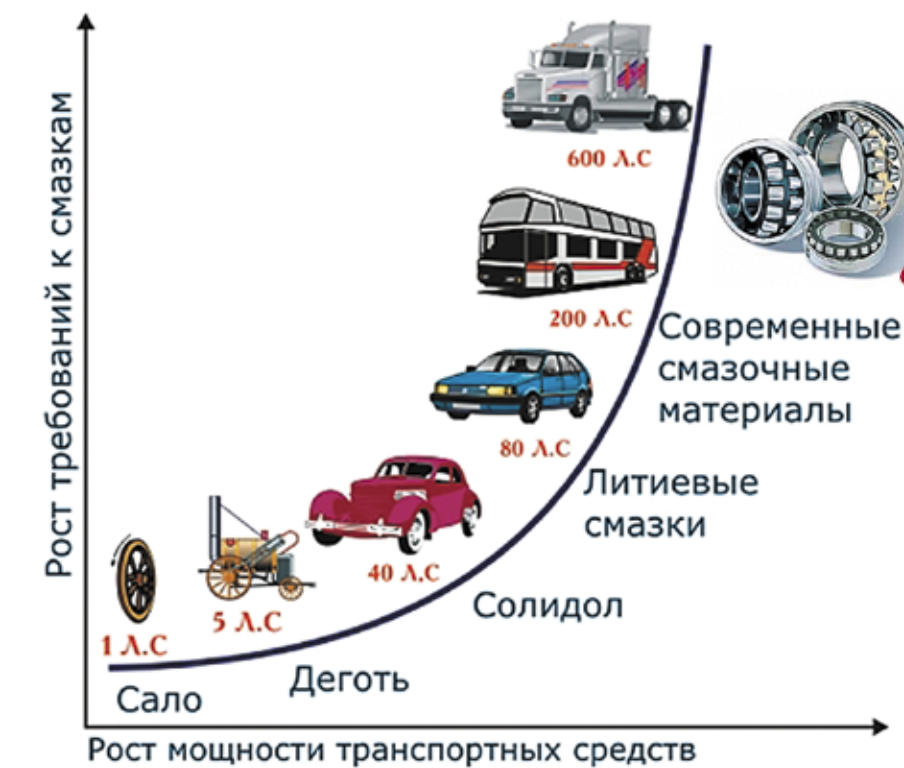 Рост требований к смазкам
600 Л.С
200 Л.С
Современные
смазочные
материалы
80 Л.С
Литиевые
смазки
40 Л.С
Солидол
5 Л.С
1 Л.С
Деготь
Сало
Рост мощности транспортных средств